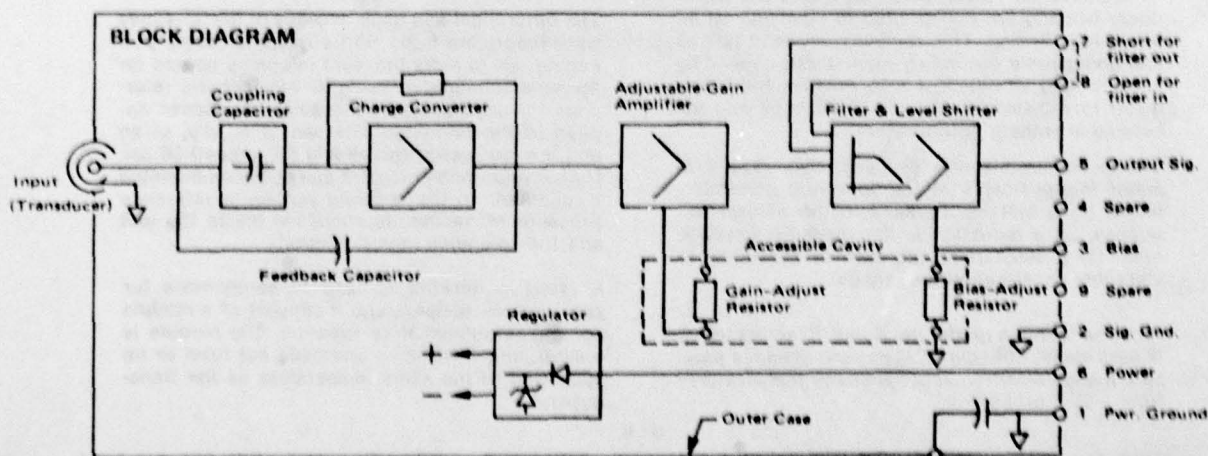 BLOCK DIAGRAM
Coupling
Capacitor
Charge Converter
Adjustable-Gain
Amplifier
Filter & Level Shifter
7 Short for
filter out
8 Open for
filter in
5 Output Sig.
4 Spare
3 Bias
9 Spare
2 Sig. Gnd.
6 Power
1 Pwr. Ground
Input
(Transducer)
Feedback Capacitor
Accessible Cavity
Gain-Adjust
Resistor
Bias-Adjust
Resistor
Regulator
+
−
Outer Case